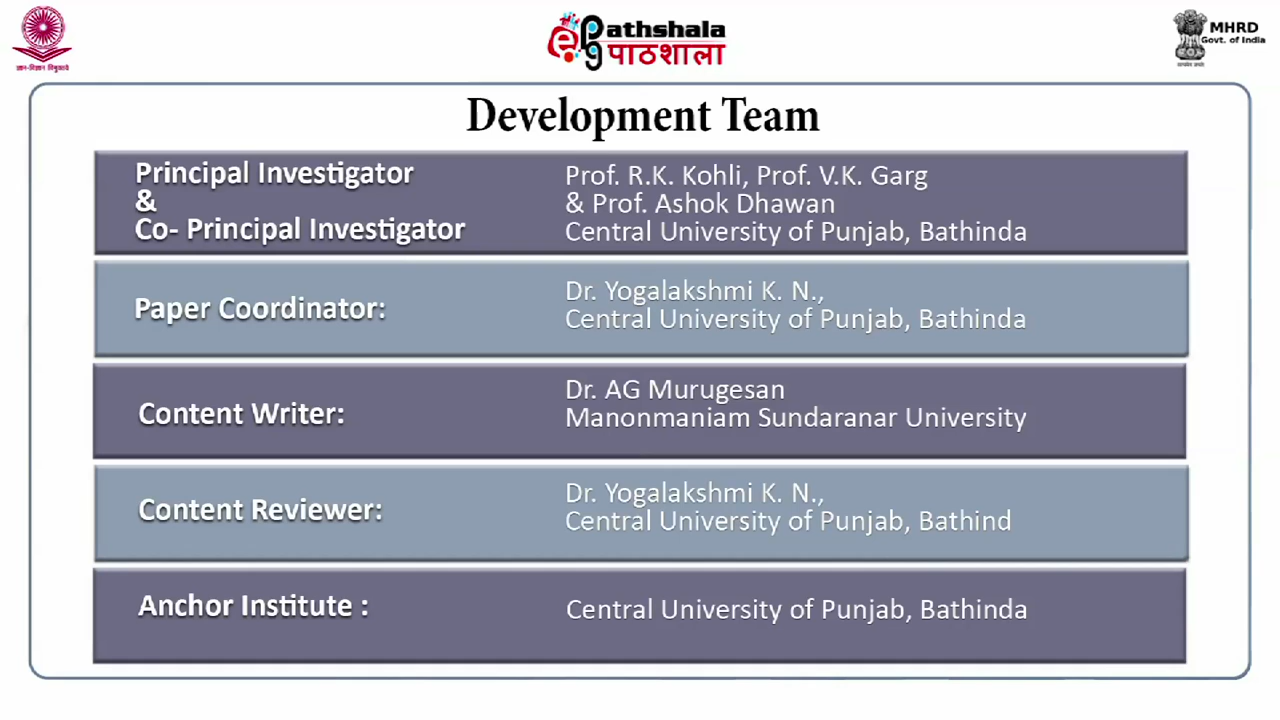 ज्ञान-विज्ञान विमुक्तये
ePG Pathshala
पाठशाला
MHRD
Govt. of India
Development Team
Principal Investigator
&
Co- Principal Investigator
Prof. R.K. Kohli, Prof. V.K. Garg
& Prof. Ashok Dhawan
Central University of Punjab, Bathinda
Paper Coordinator:
Dr. Yogalakshmi K. N.,
Central University of Punjab, Bathinda
Content Writer:
Dr. AG Murugesan
Manonmaniam Sundaranar University
Content Reviewer:
Dr. Yogalakshmi K. N.,
Central University of Punjab, Bathind
Anchor Institute :
Central University of Punjab, Bathinda